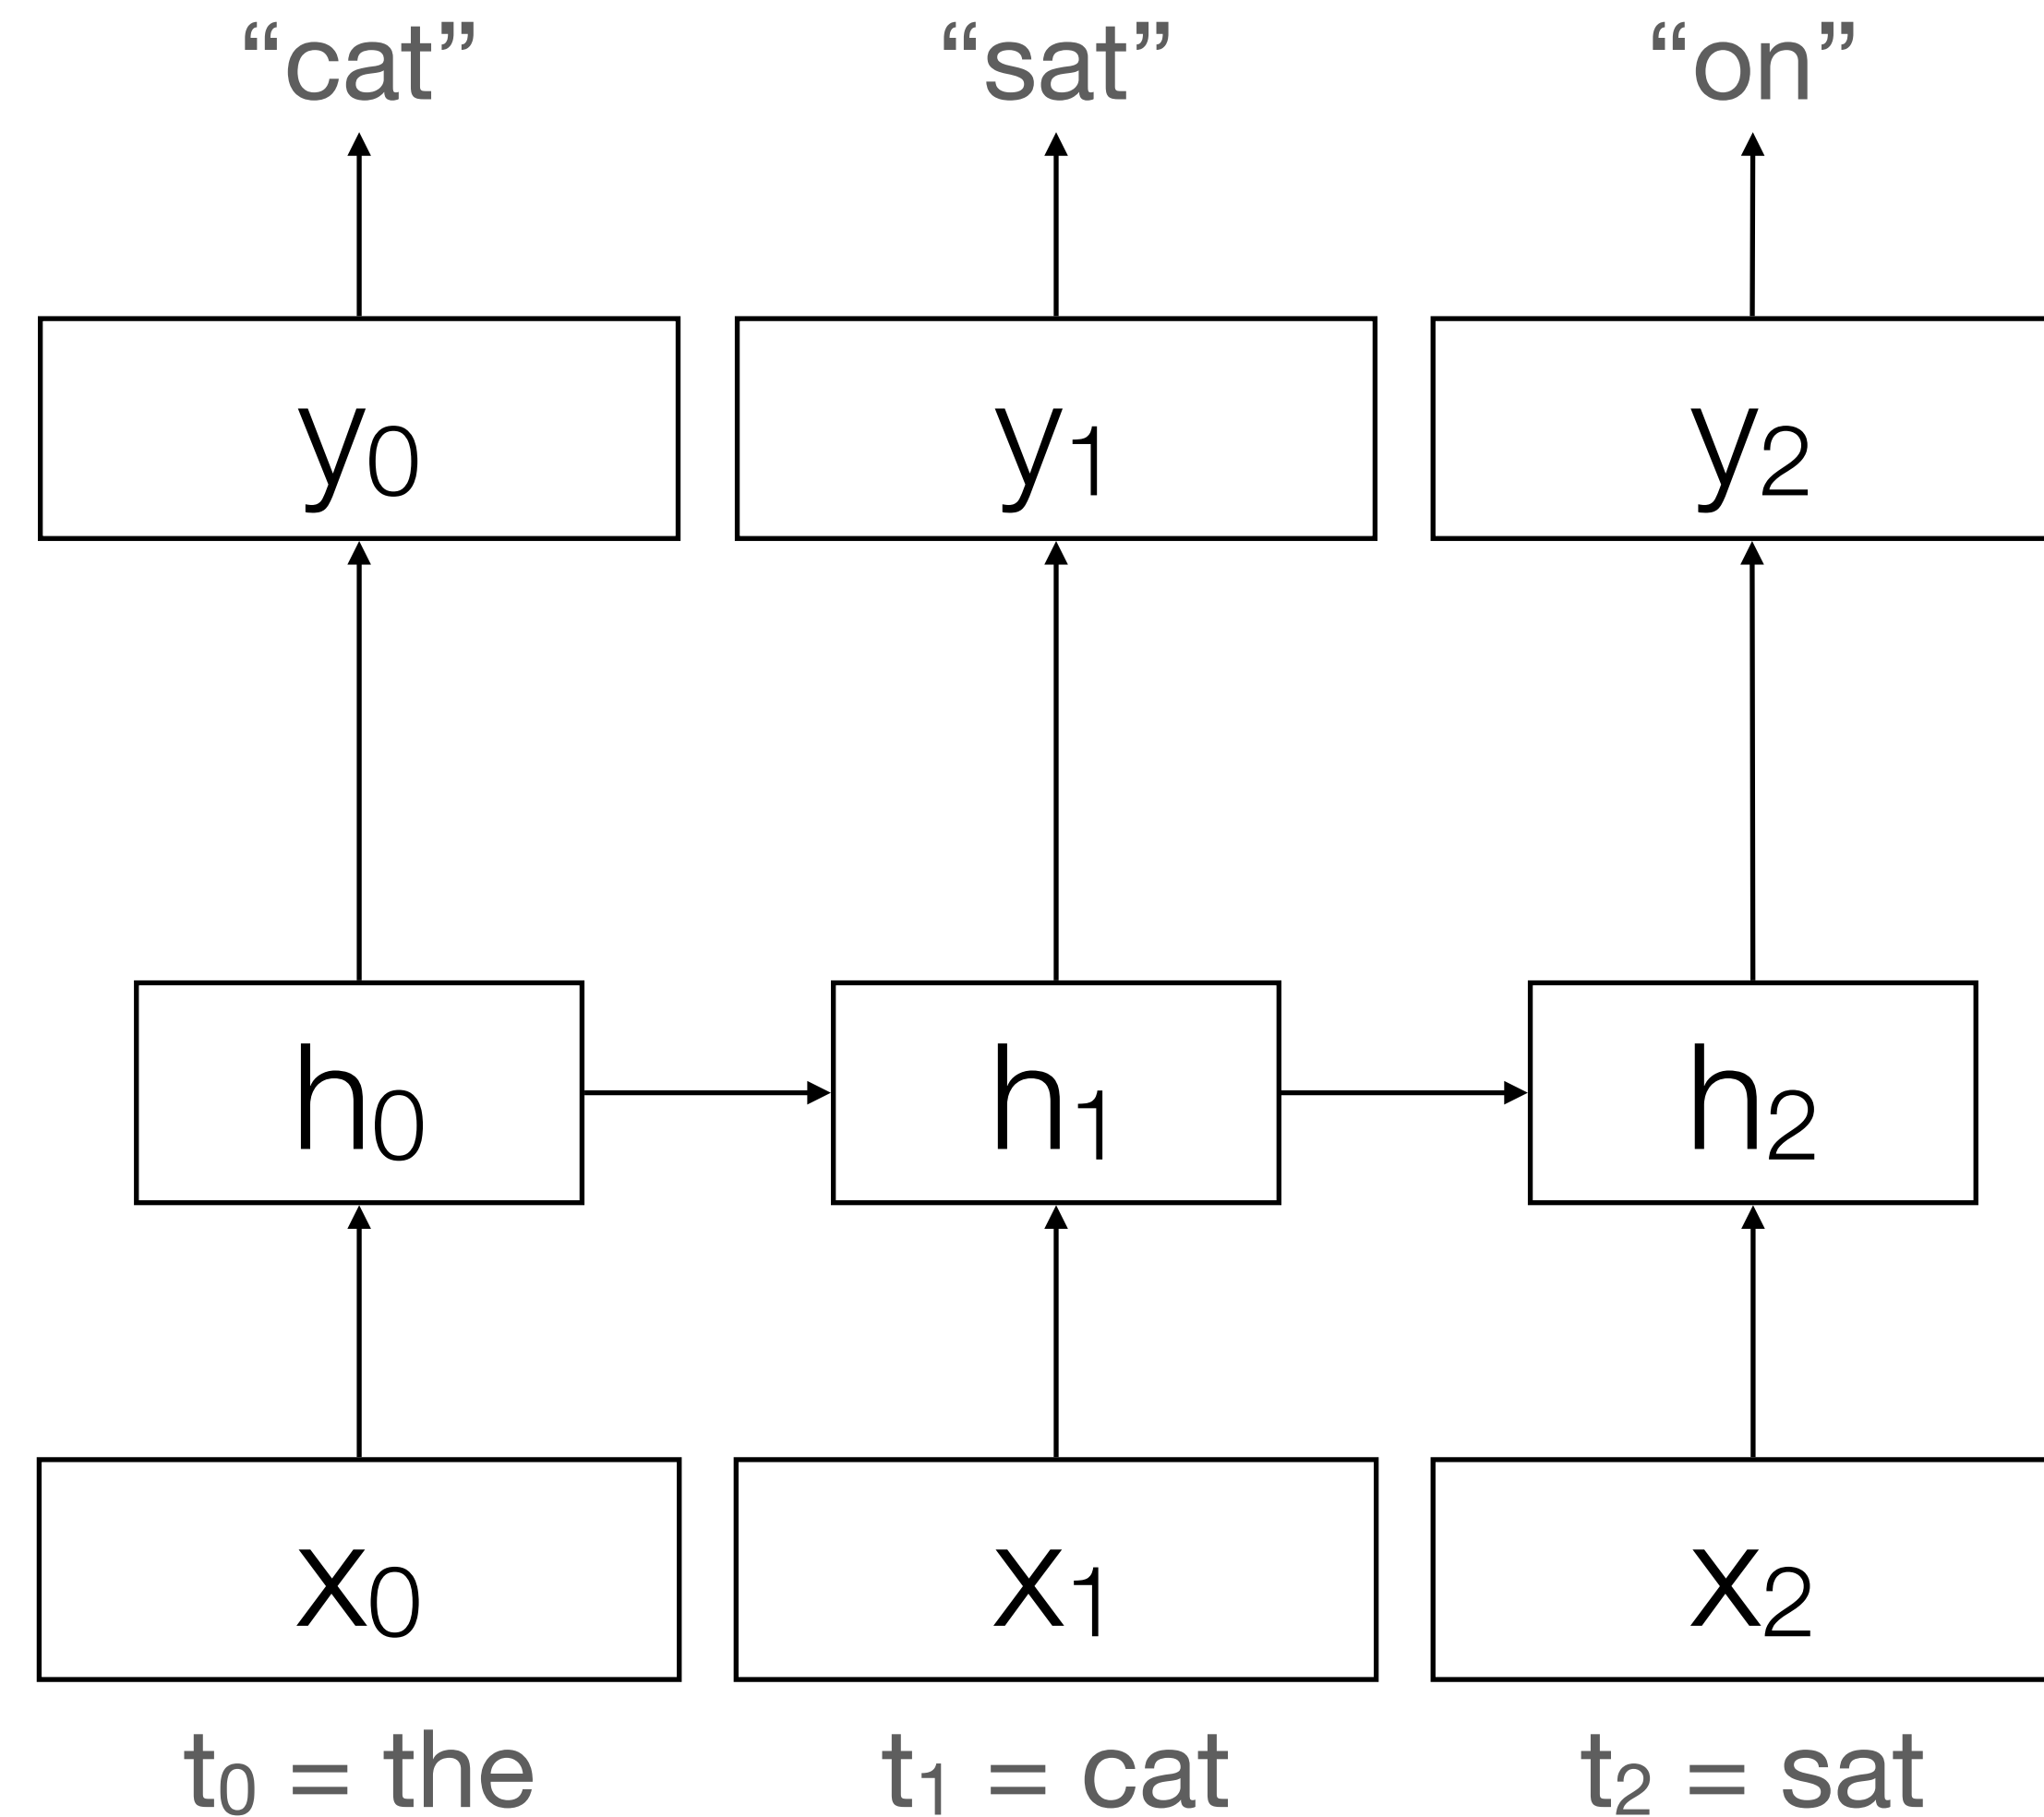 “cat” “sat” “on”
y0 y1 y2
h0 h1 h2
x0 x1 x2
t0 = the t1 = cat t2 = sat